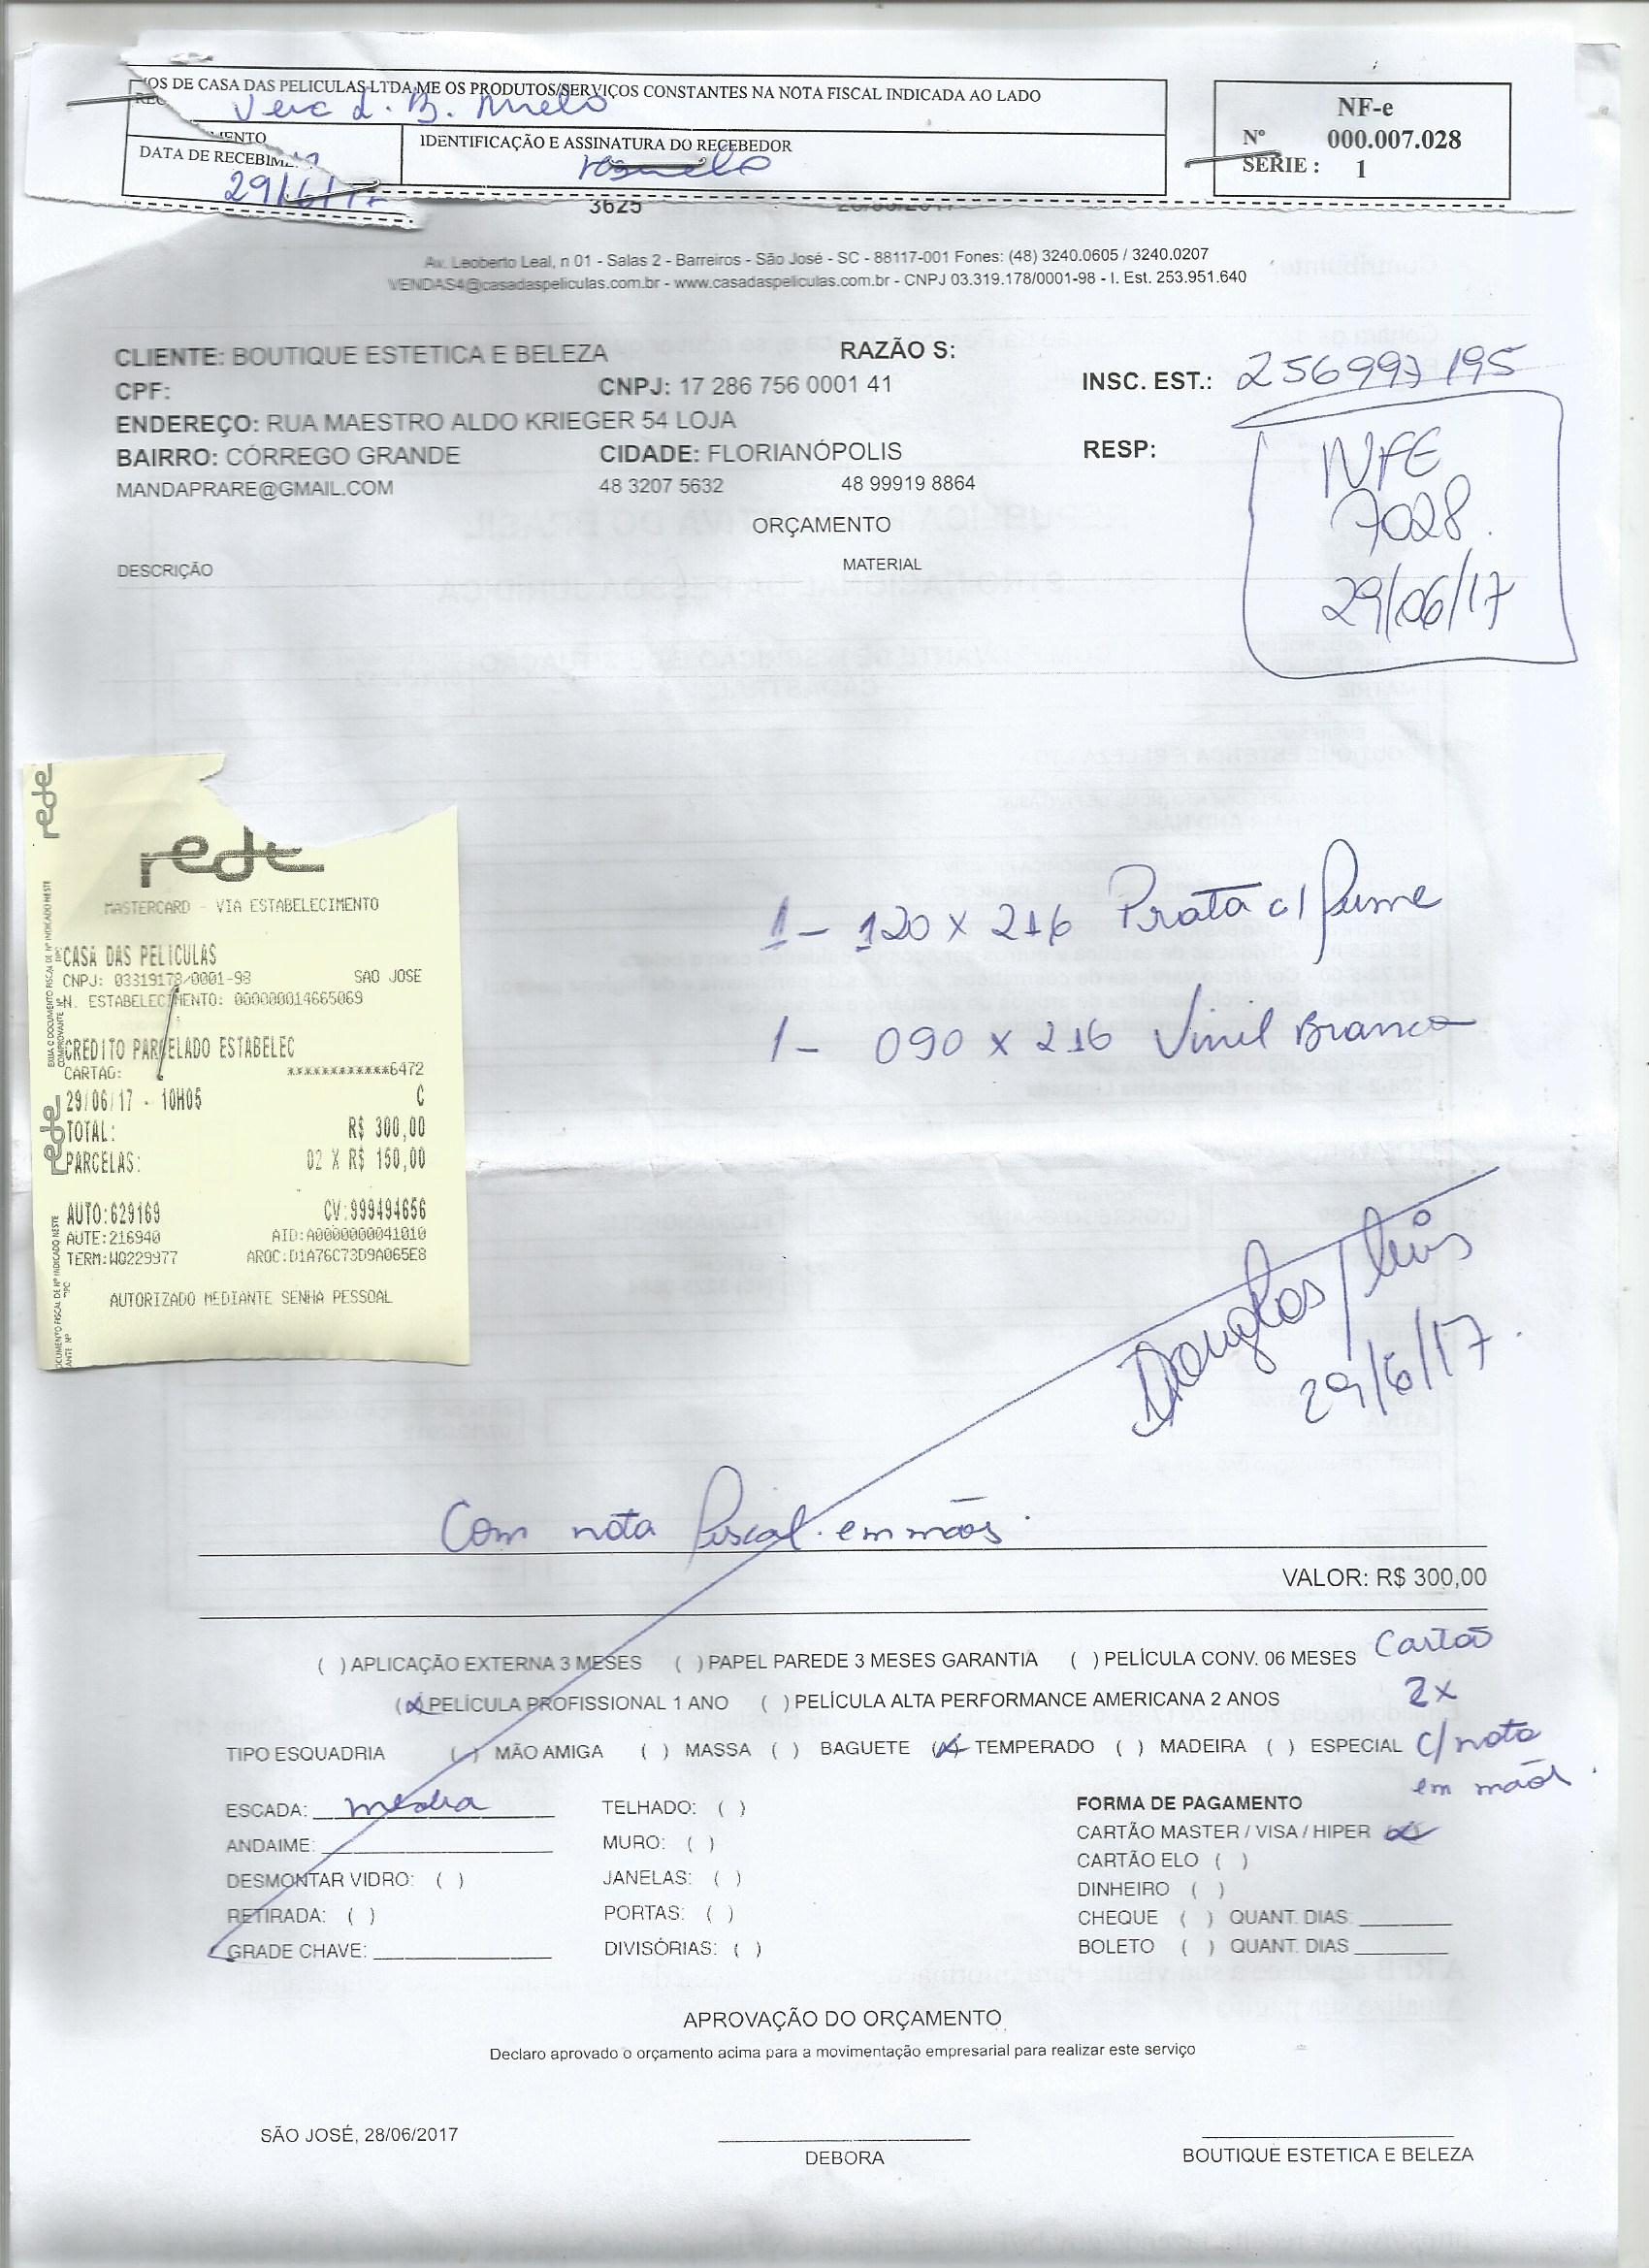 OS DE CASA DAS PELICULAS LTDA ME OS PRODUTOS/SERVIÇOS CONSTANTES NA NOTA FISCAL INDICADA AO LADO
DATA DE RECEBIM
IDENTIFICAÇÃO E ASSINATURA DO RECEBEDOR
29/6/17
NF-e
Nº 000.007.028
SÉRIE : 1
3625
Av. Leoberto Leal, n 01 - Salas 2 - Barreiros - São José - SC - 88117-001 Fones: (48) 3240.0605 / 3240.0207
VENDAS4@casadaspeliculas.com.br - www.casadaspeliculas.com.br - CNPJ 03.319.178/0001-98 - I. Est. 253.951.640
CLIENTE: BOUTIQUE ESTETICA E BELEZA RAZÃO S:
CPF: CNPJ: 17 286 756 0001 41 INSC. EST.: 256993195
ENDEREÇO: RUA MAESTRO ALDO KRIEGER 54 LOJA
BAIRRO: CÓRREGO GRANDE CIDADE: FLORIANÓPOLIS RESP:
MANDAPRARE@GMAIL.COM 48 3207 5632 48 99919 8864
NFE
7028.
29/06/17
ORÇAMENTO
DESCRIÇÃO MATERIAL
rede
rede
MASTERCARD - VIA ESTABELECIMENTO
CASA DAS PELICULAS
CNPJ: 03319178/0001-98 SAO JOSE
N. ESTABELECIMENTO: 000000014665069
CREDITO PARCELADO ESTABELEC
CARTAO: ************6472
29/06/17 - 10H05 C
TOTAL: R$ 300,00
PARCELAS: 02 X R$ 150,00
AUTO:629169 CV:999494656
AUTE:216940 AID:A0000000041010
TERM:WQ229977 ARQC:D1A76C73D9A065E8
AUTORIZADO MEDIANTE SENHA PESSOAL
rede
1 - 120 x 216 Prata c/ fume
1 - 090 x 216 Vinil Branco
Douglas / Luis
29/6/17.
Com nota fiscal em mãos.
VALOR: R$ 300,00
( ) APLICAÇÃO EXTERNA 3 MESES ( ) PAPEL PAREDE 3 MESES GARANTIA ( ) PELÍCULA CONV. 06 MESES Cartão
(x) PELÍCULA PROFISSIONAL 1 ANO ( ) PELÍCULA ALTA PERFORMANCE AMERICANA 2 ANOS 2x
TIPO ESQUADRIA ( ) MÃO AMIGA ( ) MASSA ( ) BAGUETE (x) TEMPERADO ( ) MADEIRA ( ) ESPECIAL c/ nota
em mãos.
ESCADA: media TELHADO: ( ) FORMA DE PAGAMENTO
ANDAIME: MURO: ( ) CARTÃO MASTER / VISA / HIPER (x)
DESMONTAR VIDRO: ( ) JANELAS: ( ) CARTÃO ELO ( )
RETIRADA: ( ) PORTAS: ( ) DINHEIRO ( )
GRADE CHAVE: DIVISÓRIAS: ( ) CHEQUE ( ) QUANT. DIAS:
BOLETO ( ) QUANT. DIAS
APROVAÇÃO DO ORÇAMENTO
Declaro aprovado o orçamento acima para a movimentação empresarial para realizar este serviço
SÃO JOSÉ, 28/06/2017
DEBORA
BOUTIQUE ESTETICA E BELEZA